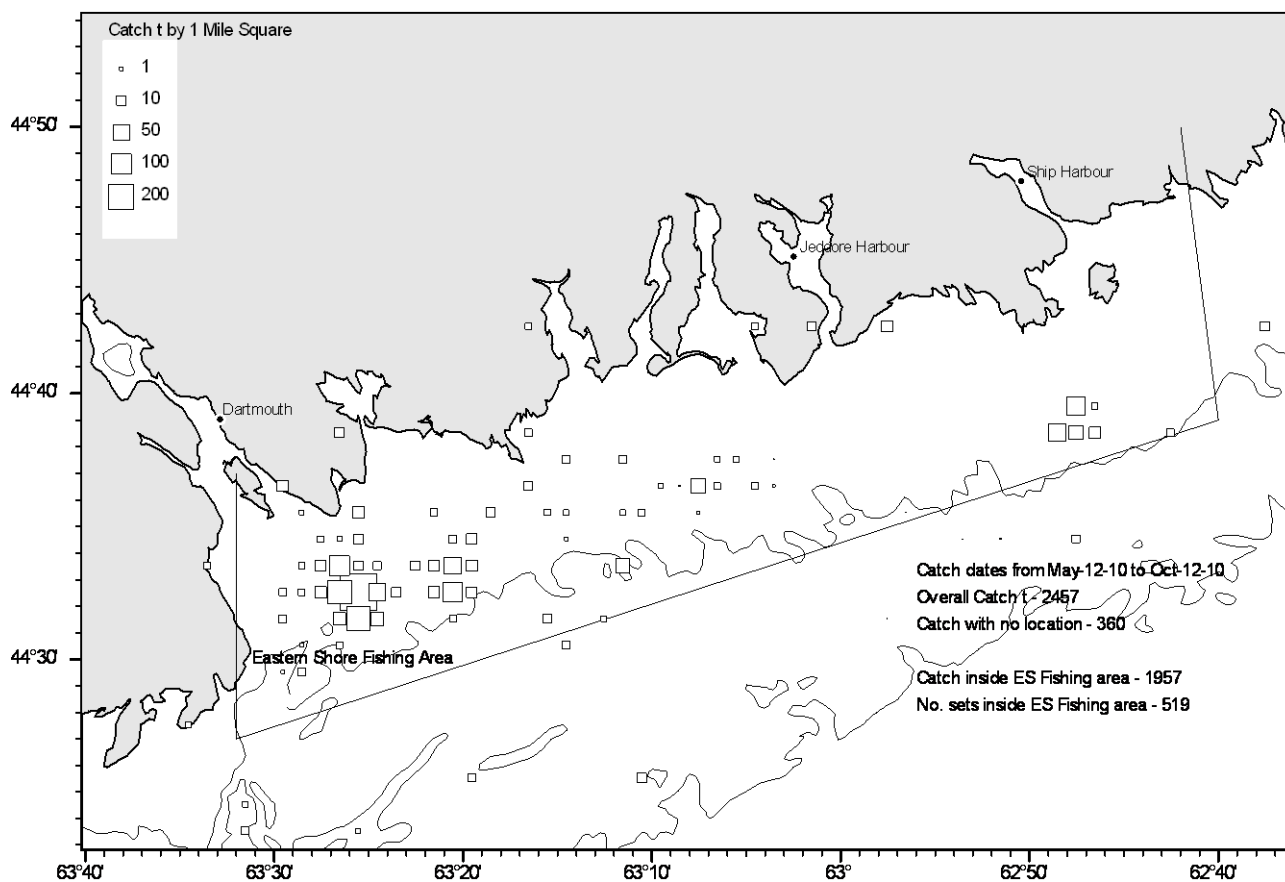 Catch t by 1 Mile Square
1
10
50
100
200
44°50'
Ship Harbour
Jeddore Harbour
44°40'
Dartmouth
Catch dates from May-12-10 to Oct-12-10
Overall Catch t - 2457
Catch with no location - 360
44°30'
Eastern Shore Fishing Area
Catch inside ES Fishing area - 1957
No. sets inside ES Fishing area - 519
63°40'
63°30'
63°20'
63°10'
63°
62°50'
62°40'